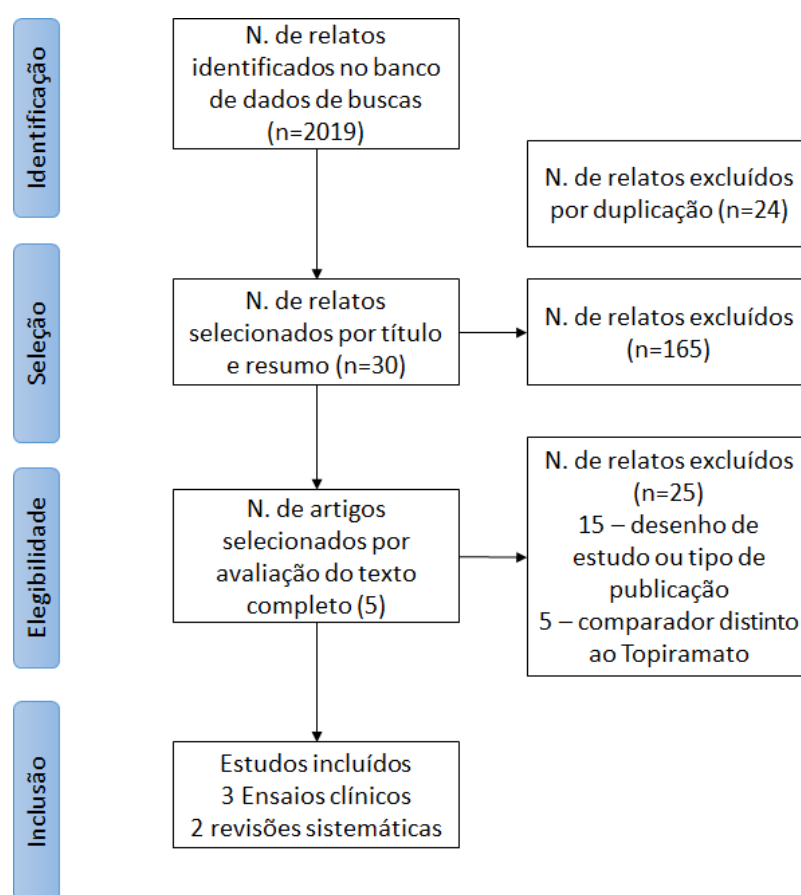 Identificação
N. de relatos
identificados no banco
de dados de buscas
(n=2019)
N. de relatos excluídos
por duplicação (n=24)
Seleção
N. de relatos
selecionados por título
e resumo (n=30)
N. de relatos excluídos
(n=165)
Elegibilidade
N. de artigos
selecionados por
avaliação do texto
completo (5)
N. de relatos excluídos
(n=25)
15 – desenho de
estudo ou tipo de
publicação
5 – comparador distinto
ao Topiramato
Inclusão
Estudos incluídos
3 Ensaios clínicos
2 revisões sistemáticas